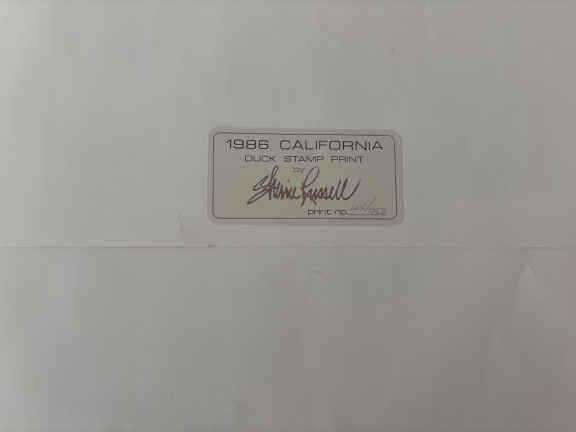 1986 CALIFORNIA
DUCK STAMP PRINT
by
Sherrie Russell
print no.